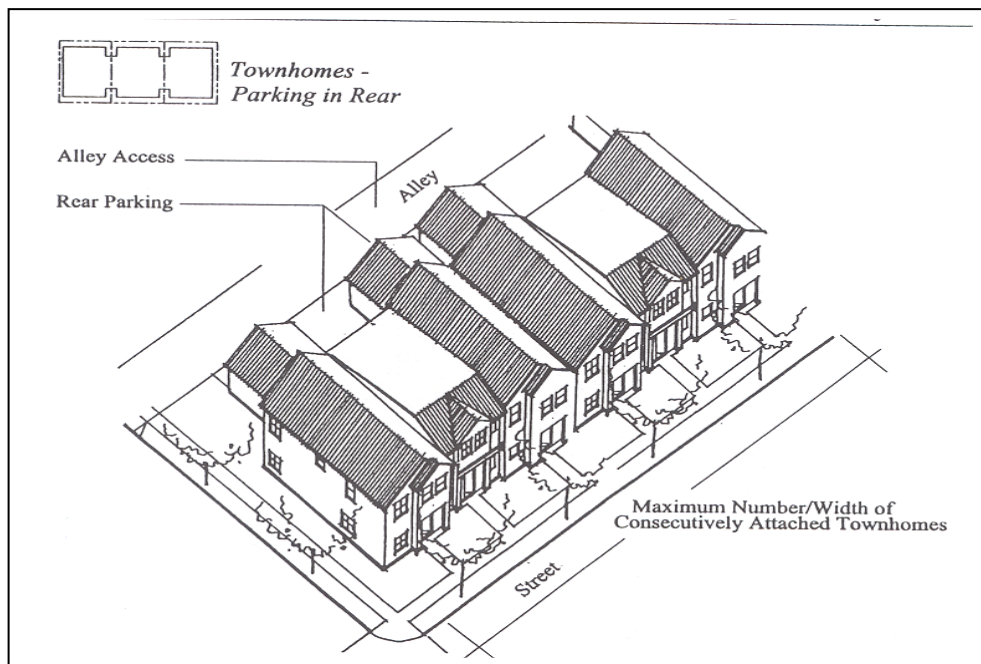 Townhomes -
Parking in Rear
Alley Access
Rear Parking
Alley
Maximum Number/Width of
Consecutively Attached Townhomes
Street